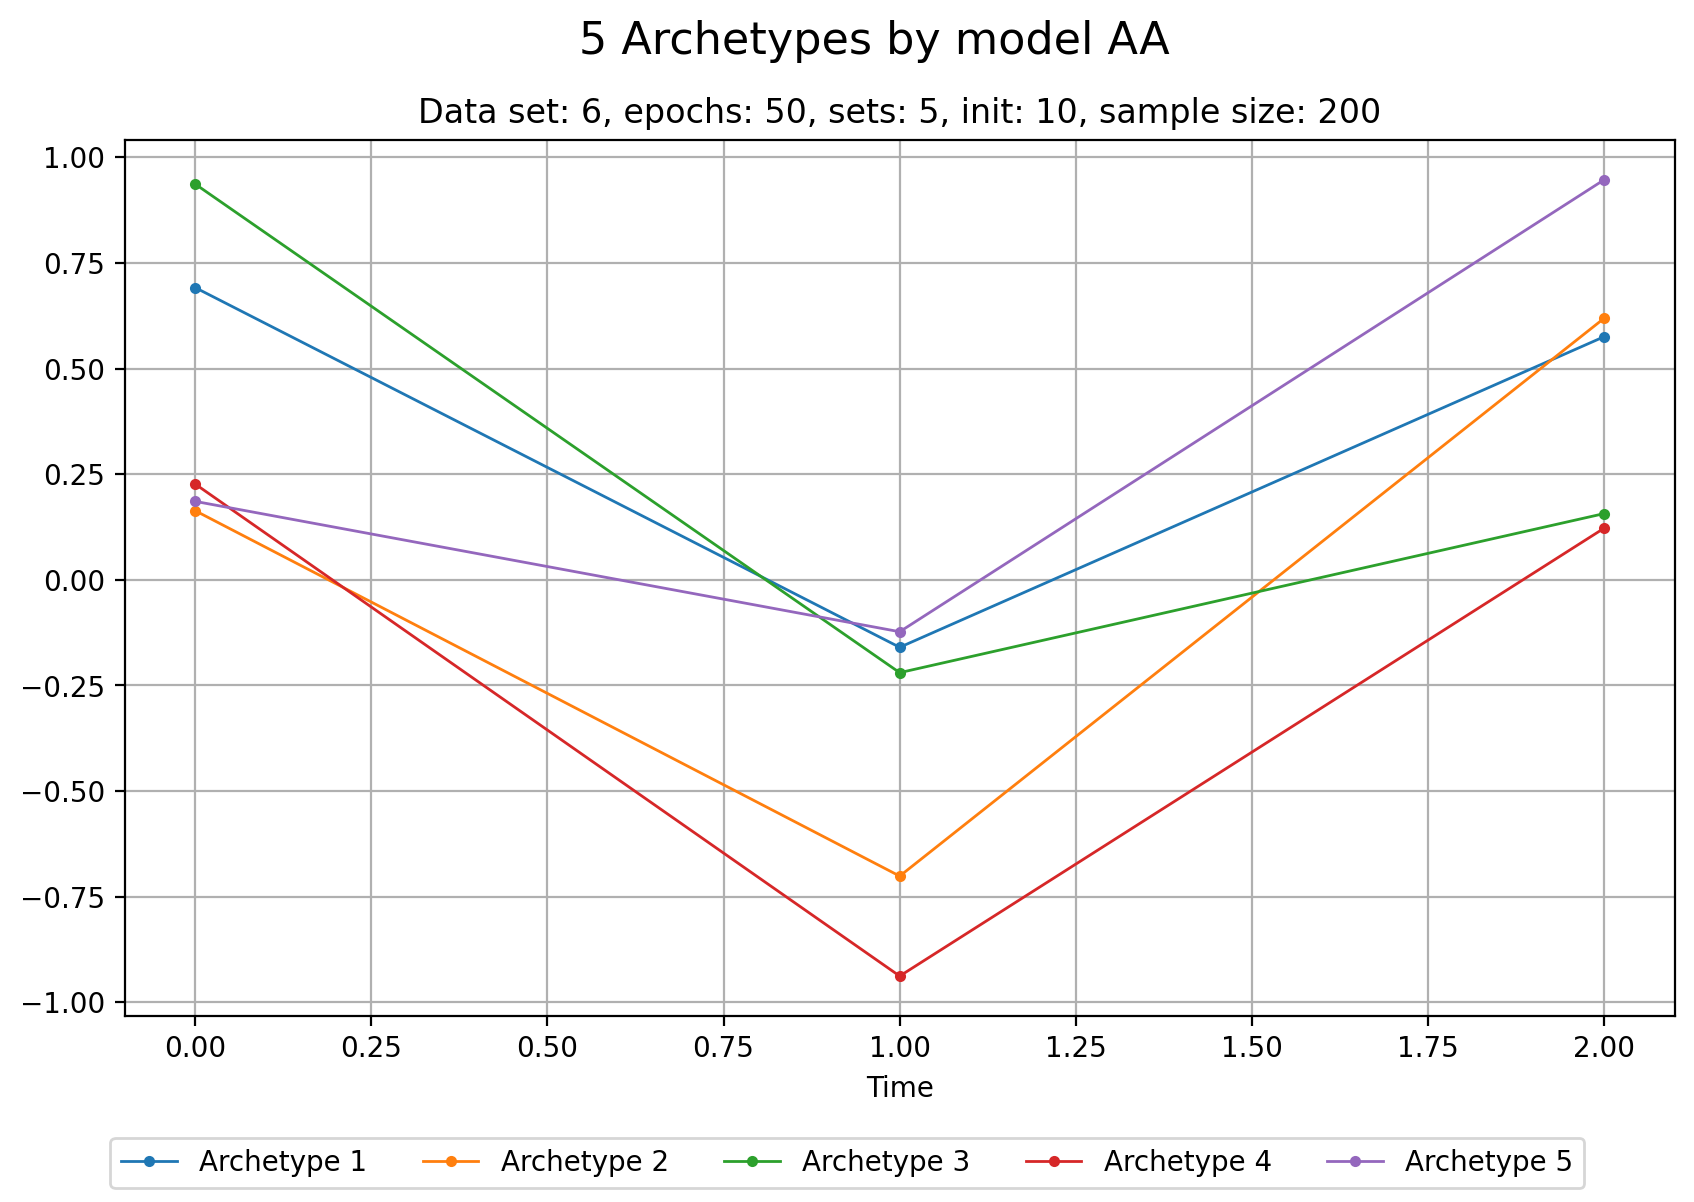 5 Archetypes by model AA
Data set: 6, epochs: 50, sets: 5, init: 10, sample size: 200
1.00
0.75
0.50
0.25
0.00
−0.25
−0.50
−0.75
−1.00
0.00 0.25 0.50 0.75 1.00 1.25 1.50 1.75 2.00
Time
Archetype 1 Archetype 2 Archetype 3 Archetype 4 Archetype 5